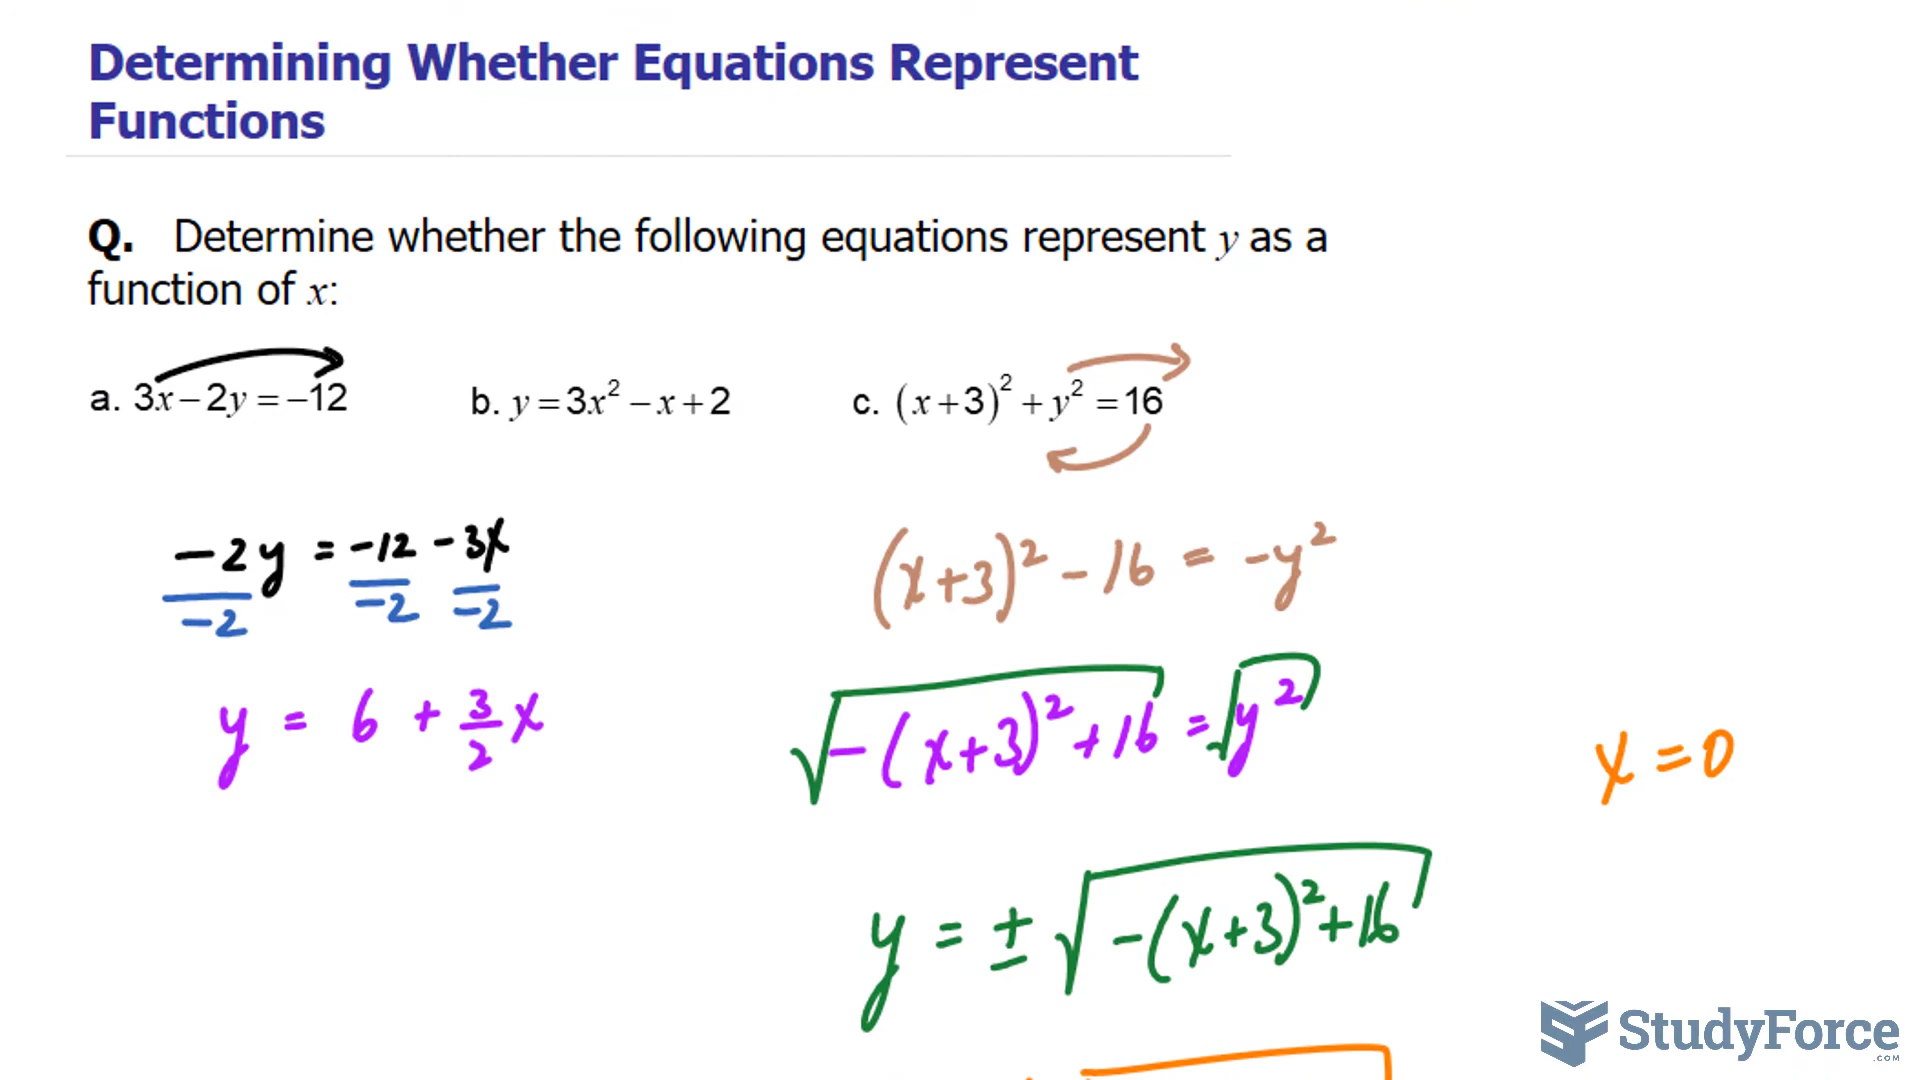 Determining Whether Equations Represent
Functions
Q. Determine whether the following equations represent y as a
function of x:
a. 3x − 2y = −12 b. y = 3x² − x + 2 c. (x + 3)² + y² = 16
−2y = −12 − 3x
−2 −2 −2
y = 6 + 3/2 x
(x+3)² − 16 = −y²
√−(x+3)² + 16 = √y²
x = 0
y = ± √−(x+3)² + 16
StudyForce
.COM